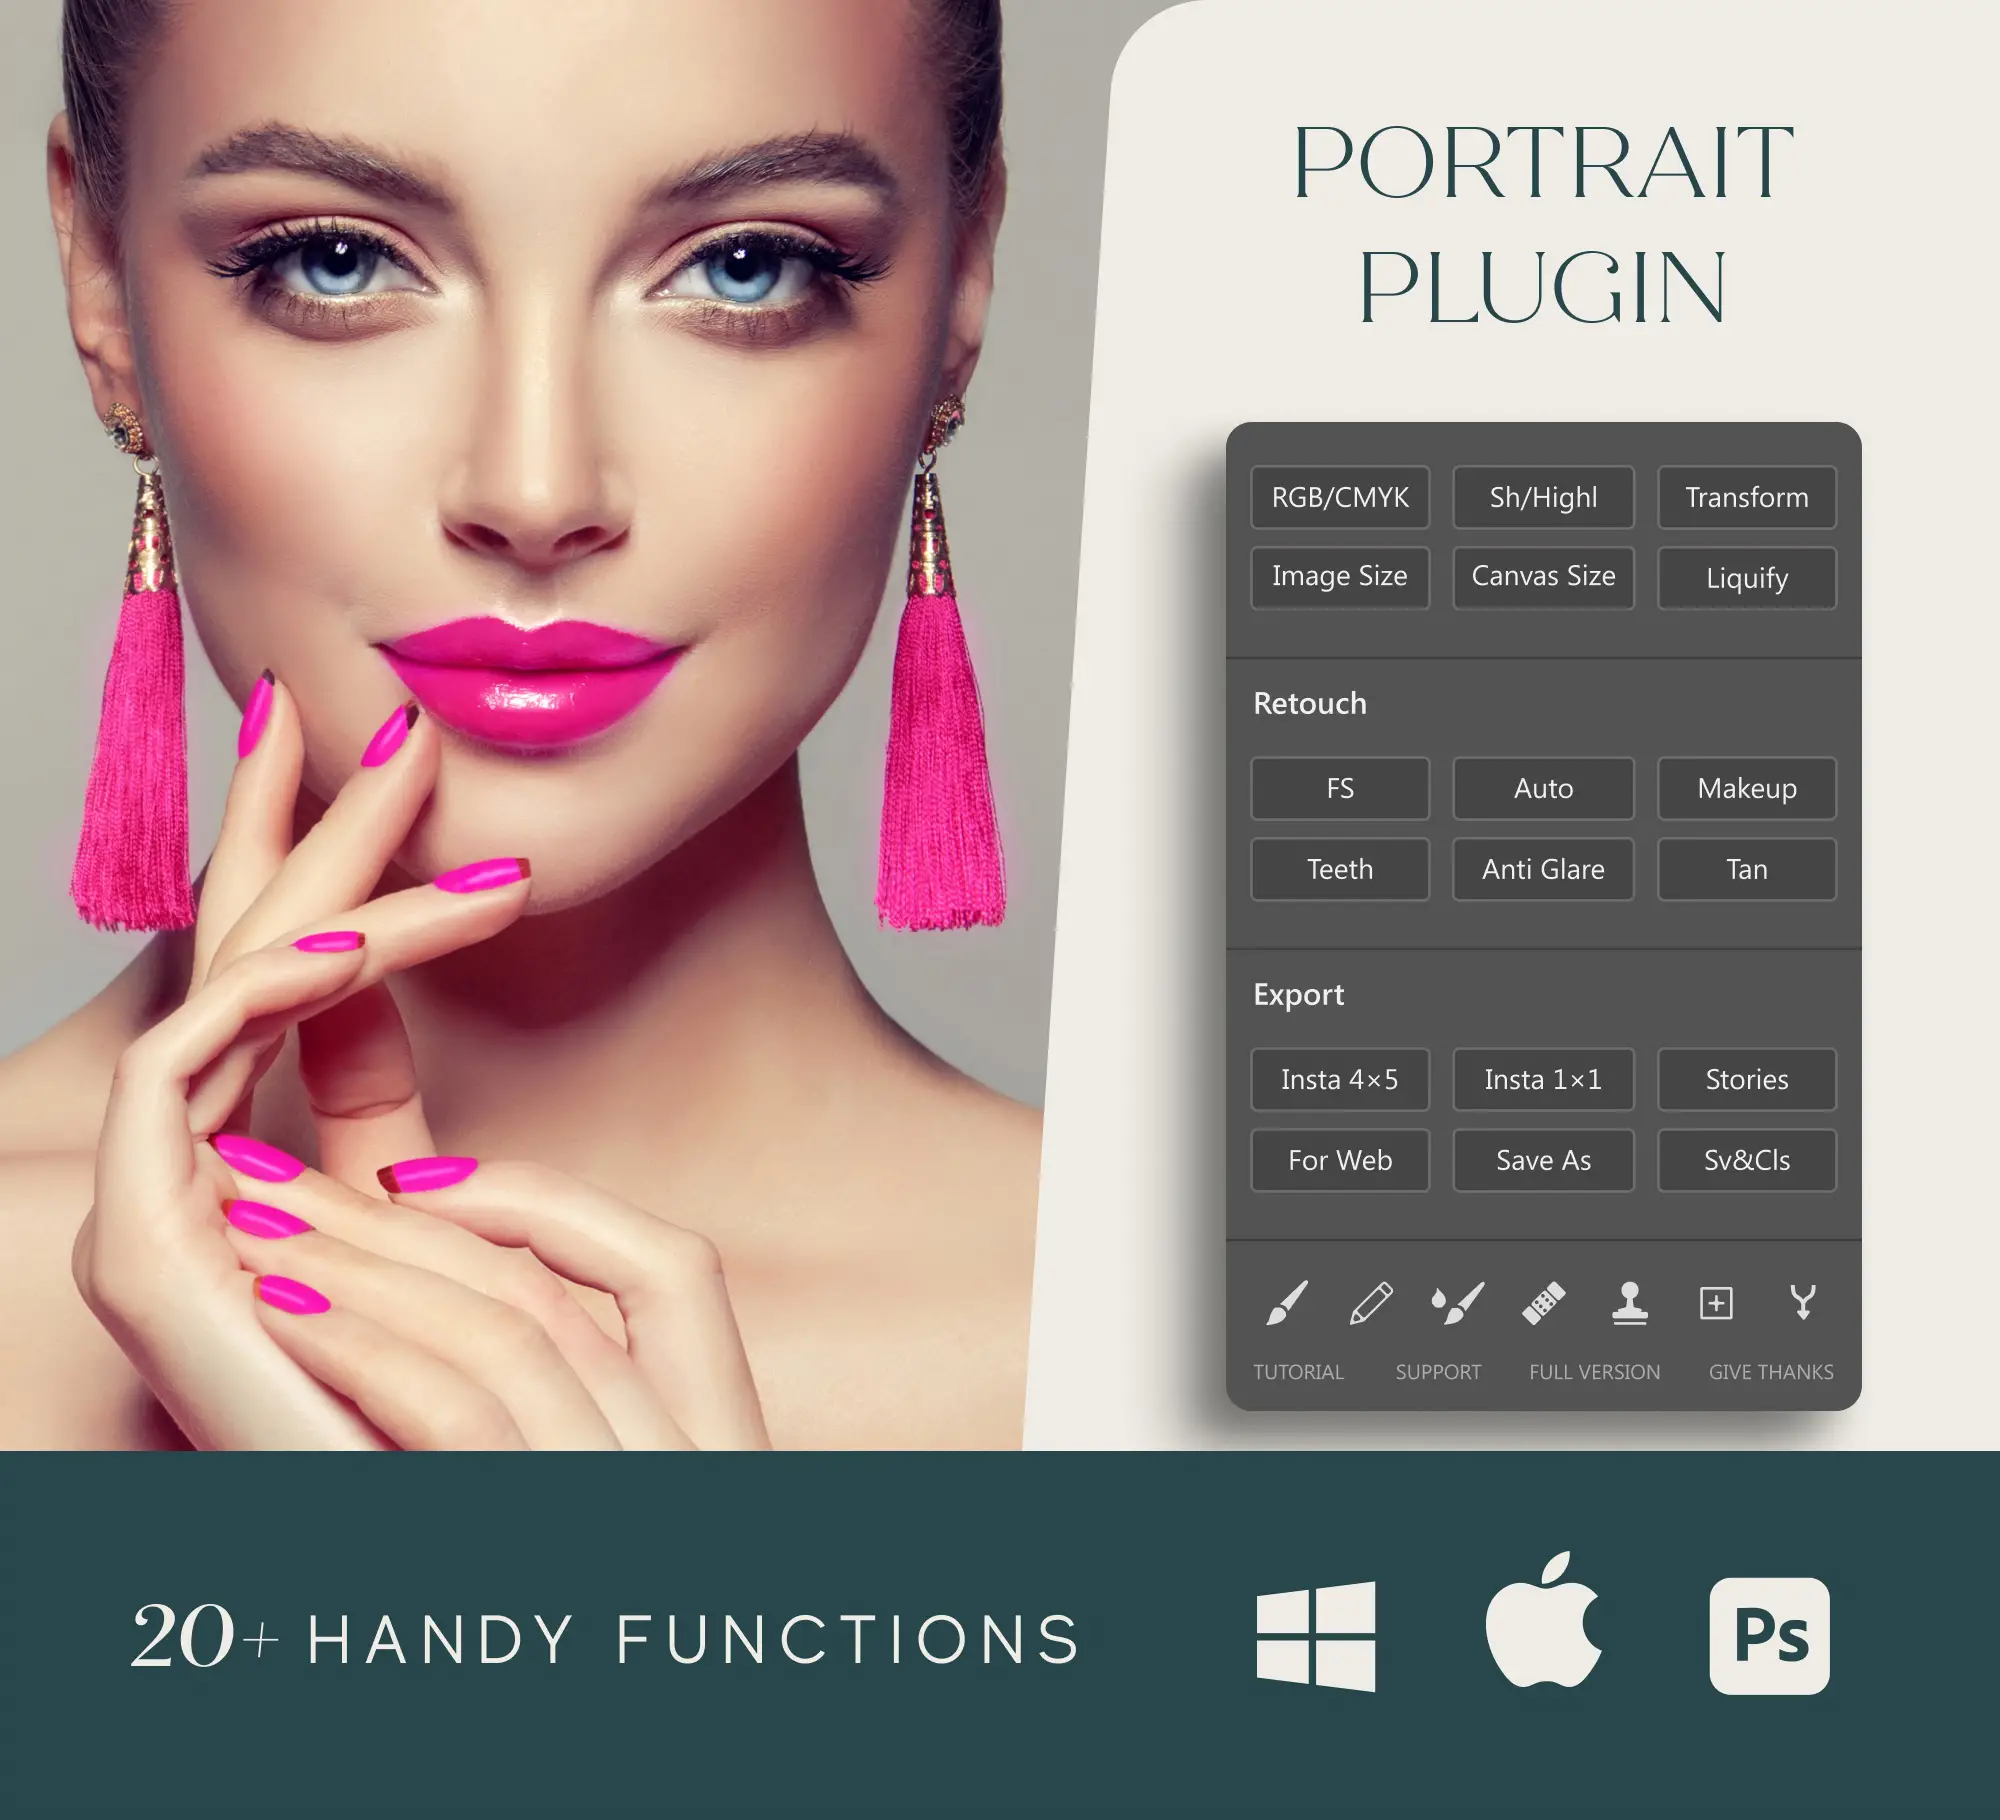 PORTRAIT
PLUGIN
RGB/CMYK Sh/Highl Transform
Image Size Canvas Size Liquify
Retouch
FS Auto Makeup
Teeth Anti Glare Tan
Export
Insta 4×5 Insta 1×1 Stories
For Web Save As Sv&Cls
TUTORIAL SUPPORT FULL VERSION GIVE THANKS
20+ HANDY FUNCTIONS
Ps